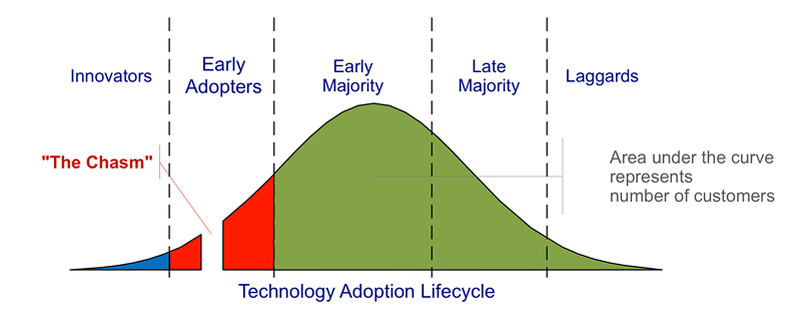 Innovators
Early
Adopters
Early
Majority
Late
Majority
Laggards
"The Chasm"
Area under the curve
represents
number of customers
Technology Adoption Lifecycle